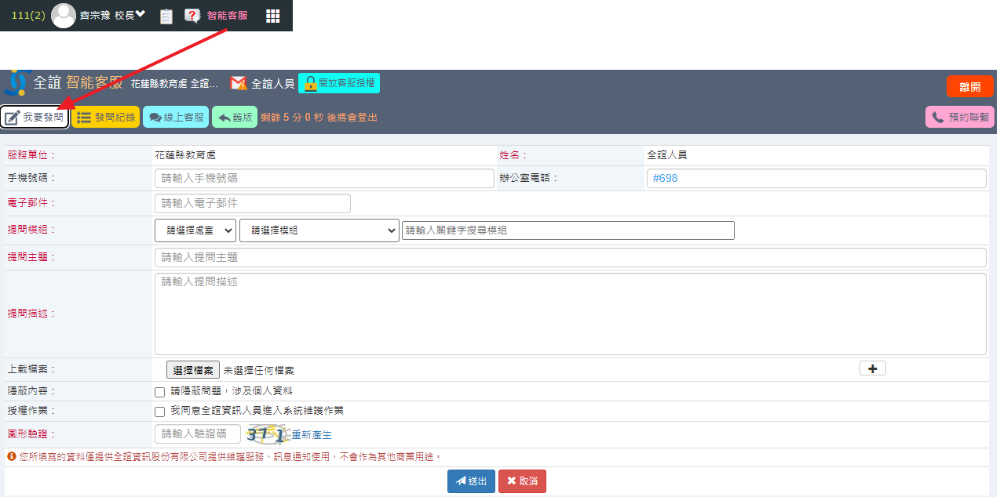 111(2) 齊宗豫 校長 智能客服
全誼 智能客服 花蓮縣教育處 全誼... 全誼人員 開放客服授權 離開
我要發問 發問紀錄 線上客服 舊版 剩餘 5 分 0 秒 後將會登出 預約聯繫
服務單位： 花蓮縣教育處 姓名： 全誼人員
手機號碼： 請輸入手機號碼 辦公室電話： #698
電子郵件： 請輸入電子郵件
提問模組： 請選擇處室 請選擇模組 請輸入關鍵字搜尋模組
提問主題： 請輸入提問主題
提問描述： 請輸入提問描述
上載檔案： 選擇檔案 未選擇任何檔案
隱蔽內容： 請隱蔽問題，涉及個人資料
授權作業： 我同意全誼資訊人員進入系統維護作業
圖形驗證： 請輸入驗證碼 371 重新產生
您所填寫的資料僅提供全誼資訊股份有限公司提供維護服務、訊息通知使用，不會作為其他商業用途。
送出 取消